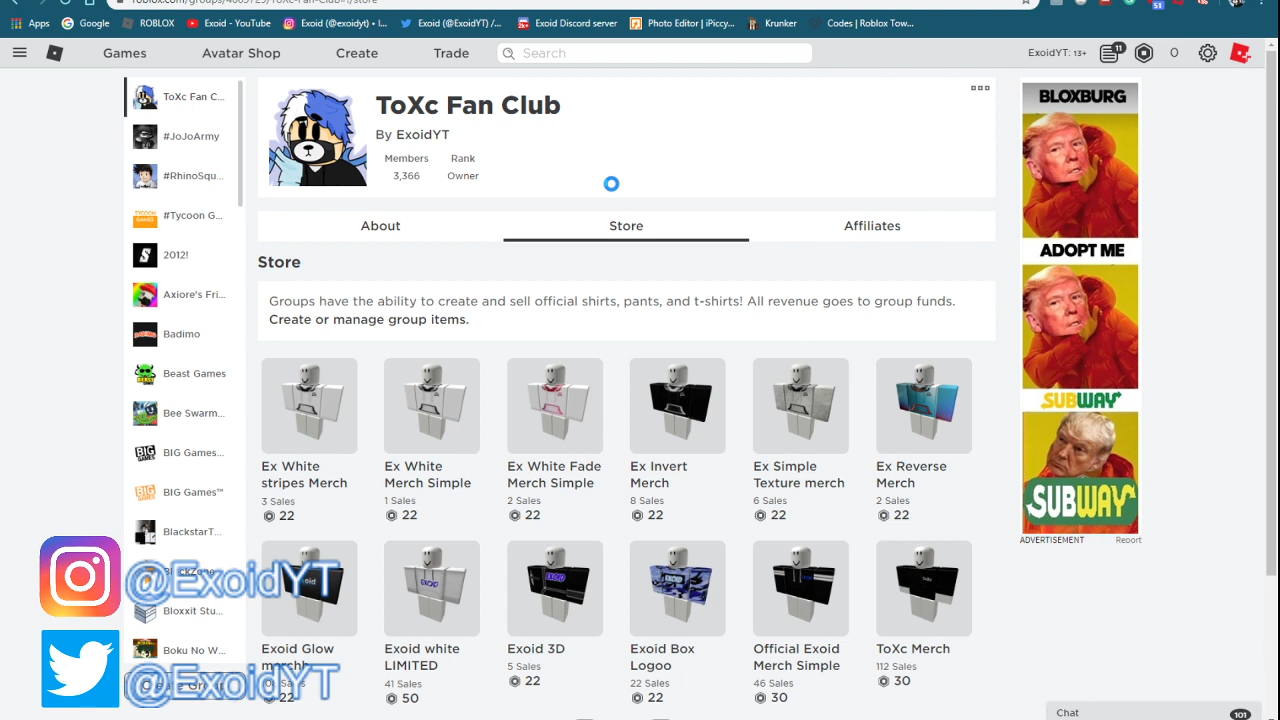 Apps Google ROBLOX Exoid - YouTube Exoid (@exoidyt) • I... Exoid (@ExoidYT) /... Exoid Discord server Photo Editor | iPiccy... Krunker Codes | Roblox Tow...
Games Avatar Shop Create Trade Search ExoidYT: 13+ 11 0
ToXc Fan C...
#JoJoArmy
#RhinoSqu...
#Tycoon G...
2012!
Axiore's Fri...
Badimo
Beast Games
Bee Swarm...
BIG Games...
BIG Games™
BlackstarT...
Bloxxit Stu...
Boku No W...
ToXc Fan Club
By ExoidYT
Members Rank
3,366 Owner
About Store Affiliates
Store
Groups have the ability to create and sell official shirts, pants, and t-shirts! All revenue goes to group funds.
Create or manage group items.
Ex White stripes Merch
3 Sales
22
Ex White Merch Simple
1 Sales
22
Ex White Fade Merch Simple
2 Sales
22
Ex Invert Merch
8 Sales
22
Ex Simple Texture merch
6 Sales
22
Ex Reverse Merch
2 Sales
22
Exoid Glow
22
Exoid white LIMITED
41 Sales
50
Exoid 3D
5 Sales
22
Exoid Box Logoo
22 Sales
22
Official Exoid Merch Simple
46 Sales
30
ToXc Merch
112 Sales
30
BLOXBURG
ADOPT ME
SUBWAY
SUBWAY
ADVERTISEMENT Report
@ExoidYT
@ExoidYT
Chat 101